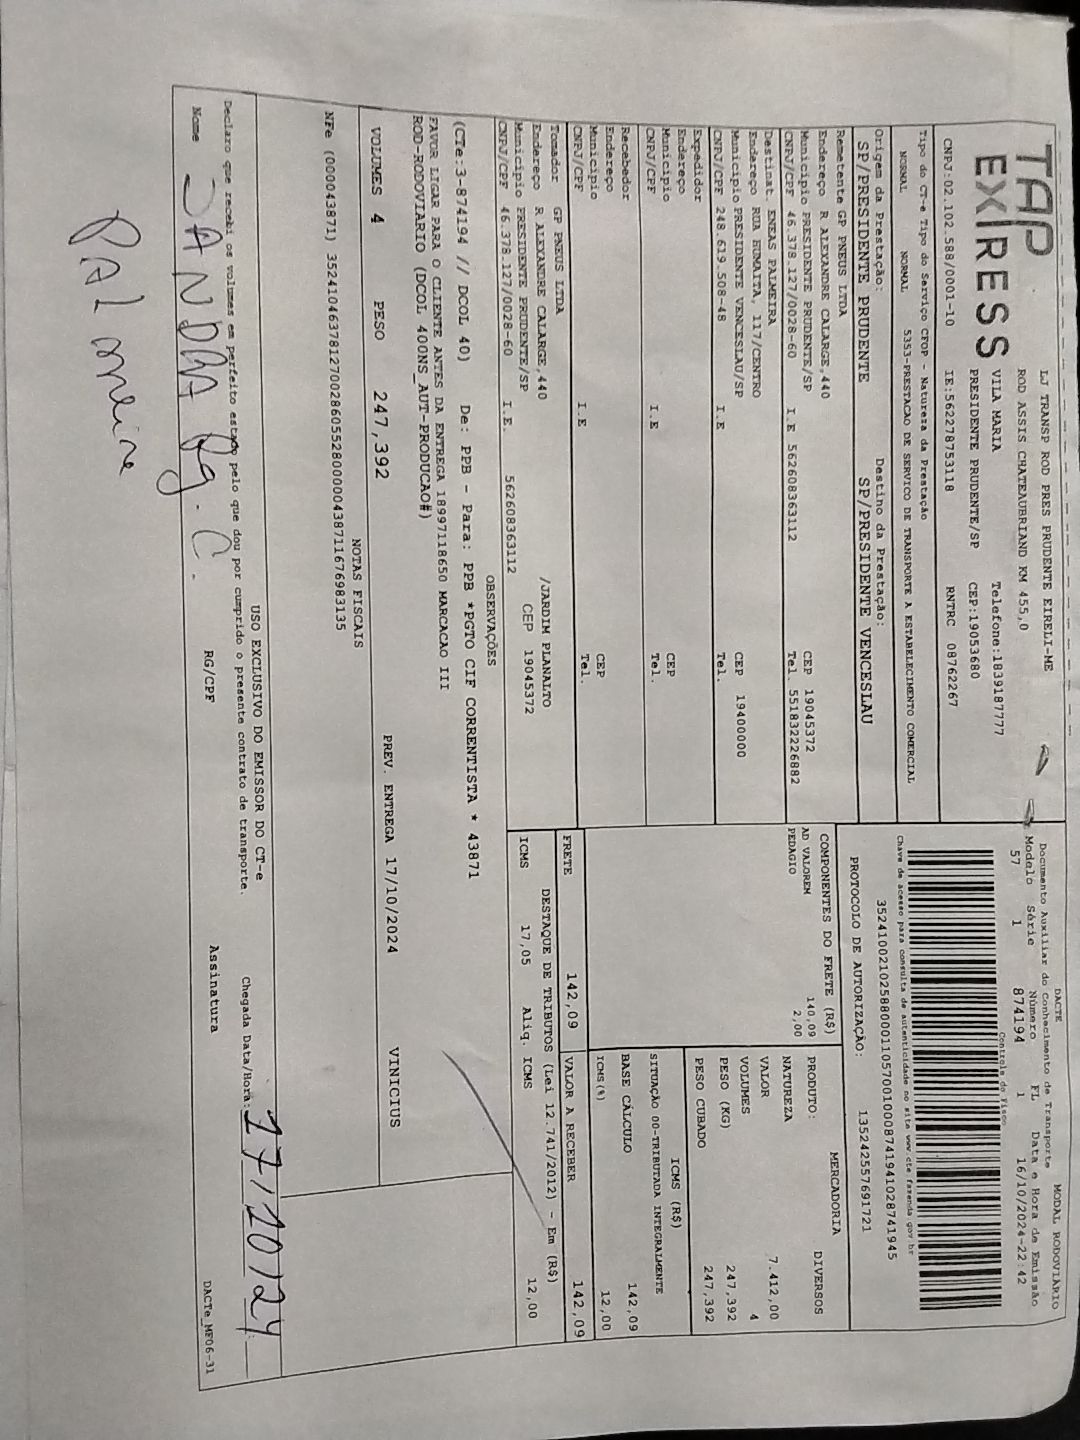 TAP
EXPRESS
LJ TRANSP ROD PRES PRUDENTE EIRELI-ME
ROD ASSIS CHATEAUBRIAND KM 455,0
VILA MARIA Telefone:1839187777
PRESIDENTE PRUDENTE/SP CEP:19053680
CNPJ:02.102.588/0001-10 IE:562278753118 RNTRC 08762267
DACTE MODAL RODOVIÁRIO
Documento Auxiliar do Conhecimento de Transporte
Modelo Série Número FL Data e Hora de Emissão
57 1 874194 1 16/10/2024-22:42
Controle do Fisco
Chave de acesso para consulta de autenticidade no site www.cte.fazenda.gov.br
PROTOCOLO DE AUTORIZAÇÃO: 135242557691721
Tipo do CT-e Tipo do Serviço CFOP - Natureza da Prestação
NORMAL NORMAL 5353-PRESTACAO DE SERVICO DE TRANSPORTE A ESTABELECIMENTO COMERCIAL
Origem da Prestação: Destino da Prestação:
SP/PRESIDENTE PRUDENTE SP/PRESIDENTE VENCESLAU
Remetente GP PNEUS LTDA
Endereço R ALEXANDRE CALARGE,440
Município PRESIDENTE PRUDENTE/SP CEP 19045372
CNPJ/CPF 46.378.127/0028-60 I.E 562608363112 Tel. 551832226882
Destinat. ENEAS PALMEIRA
Endereço RUA HUMAITA, 117/CENTRO
Município PRESIDENTE VENCESLAU/SP CEP 19400000
CNPJ/CPF 248.619.508-48 I.E Tel.
Expedidor
Endereço
Município CEP
CNPJ/CPF I.E Tel.
Recebedor
Endereço
Município CEP
CNPJ/CPF I.E Tel.
Tomador GP PNEUS LTDA
Endereço R ALEXANDRE CALARGE,440 /JARDIM PLANALTO
Município PRESIDENTE PRUDENTE/SP CEP 19045372
CNPJ/CPF 46.378.127/0028-60 I.E. 562608363112
COMPONENTES DO FRETE (R$)
AD VALOREM 140,09
PEDAGIO 2,00
FRETE 142,09
MERCADORIA
PRODUTO: DIVERSOS
NATUREZA
VALOR 7.412,00
VOLUMES 4
PESO (KG) 247,392
PESO CUBADO 247,392
ICMS (R$)
SITUAÇÃO 00-TRIBUTADA INTEGRALMENTE
BASE CÁLCULO 142,09
ICMS(%) 12,00
VALOR A RECEBER 142,09
DESTAQUE DE TRIBUTOS (Lei 12.741/2012) - Em (R$)
ICMS 17,05 Aliq. ICMS 12,00
OBSERVAÇÕES
(CTe:3-874194 // DCOL 40) De: PPB - Para: PPB *PGTO CIF CORRENTISTA * 43871
FAVOR LIGAR PARA O CLIENTE ANTES DA ENTREGA 18997118650 MARCACAO III
ROD-RODOVIARIO (DCOL 400NS_AUT-PRODUCAO#)
VOLUMES 4 PESO 247,392 PREV. ENTREGA 17/10/2024 VINICIUS
NOTAS FISCAIS
USO EXCLUSIVO DO EMISSOR DO CT-e
Declaro que recebi os volumes em perfeito estado pelo que dou por cumprido o presente contrato de transporte.
Chegada Data/Hora: 17/10/24
Nome SANDRA Rg. C. RG/CPF Assinatura
DACTe_MF06-31
PALmeira